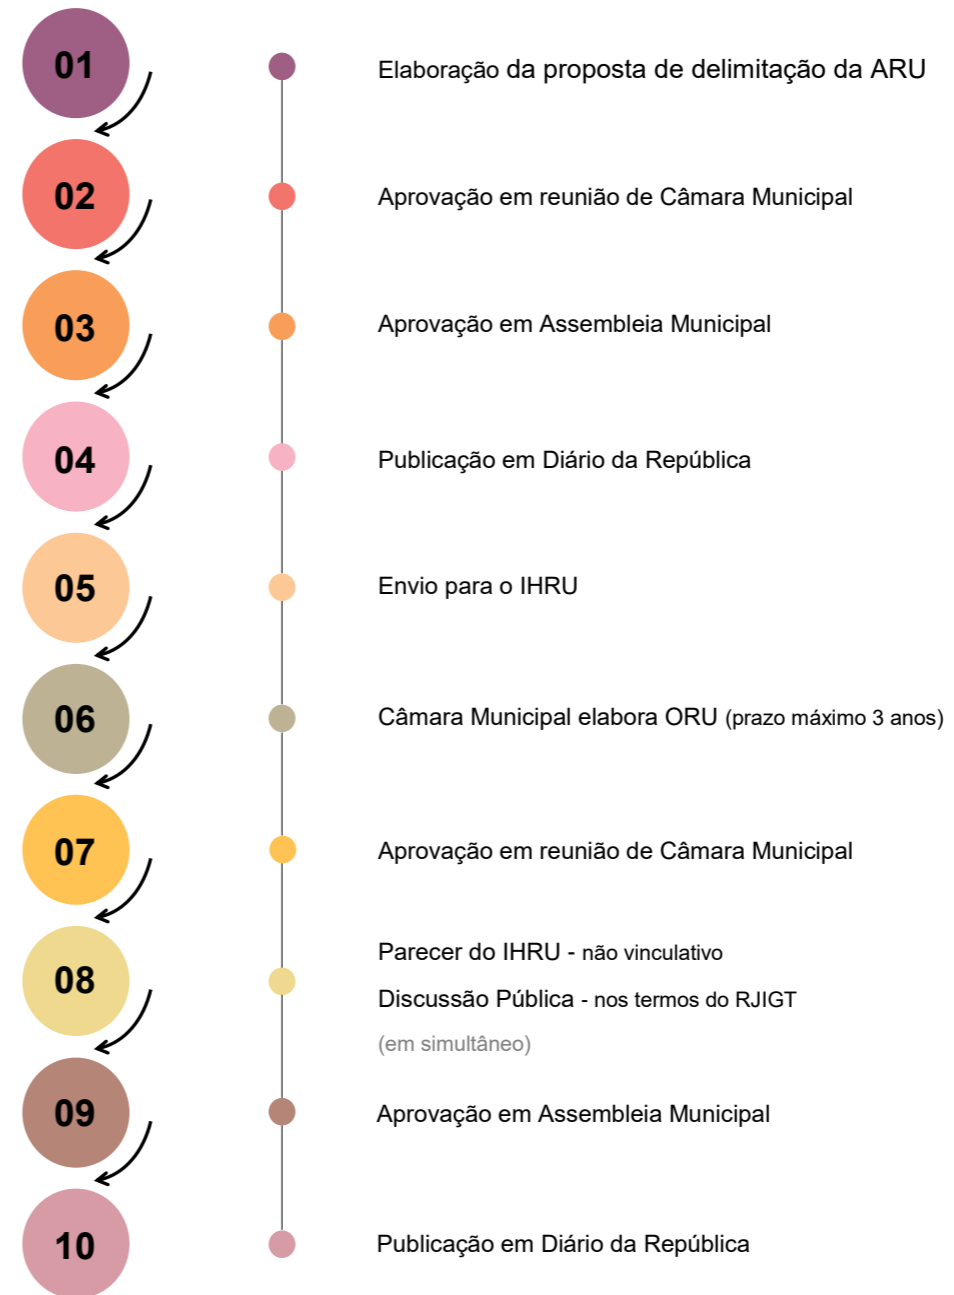 01
Elaboração da proposta de delimitação da ARU
02
Aprovação em reunião de Câmara Municipal
03
Aprovação em Assembleia Municipal
04
Publicação em Diário da República
05
Envio para o IHRU
06
Câmara Municipal elabora ORU (prazo máximo 3 anos)
07
Aprovação em reunião de Câmara Municipal
08
Parecer do IHRU - não vinculativo
Discussão Pública - nos termos do RJIGT
(em simultâneo)
09
Aprovação em Assembleia Municipal
10
Publicação em Diário da República